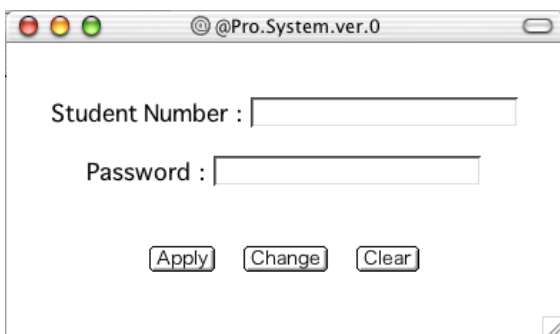 @Pro.System.ver.0
Student Number :
Password :
Apply Change Clear